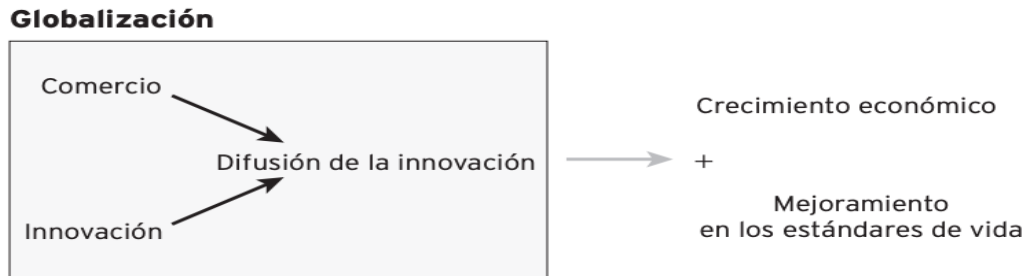 Globalización
Comercio
Crecimiento económico
Difusión de la innovación
+
Mejoramiento
Innovación
en los estándares de vida